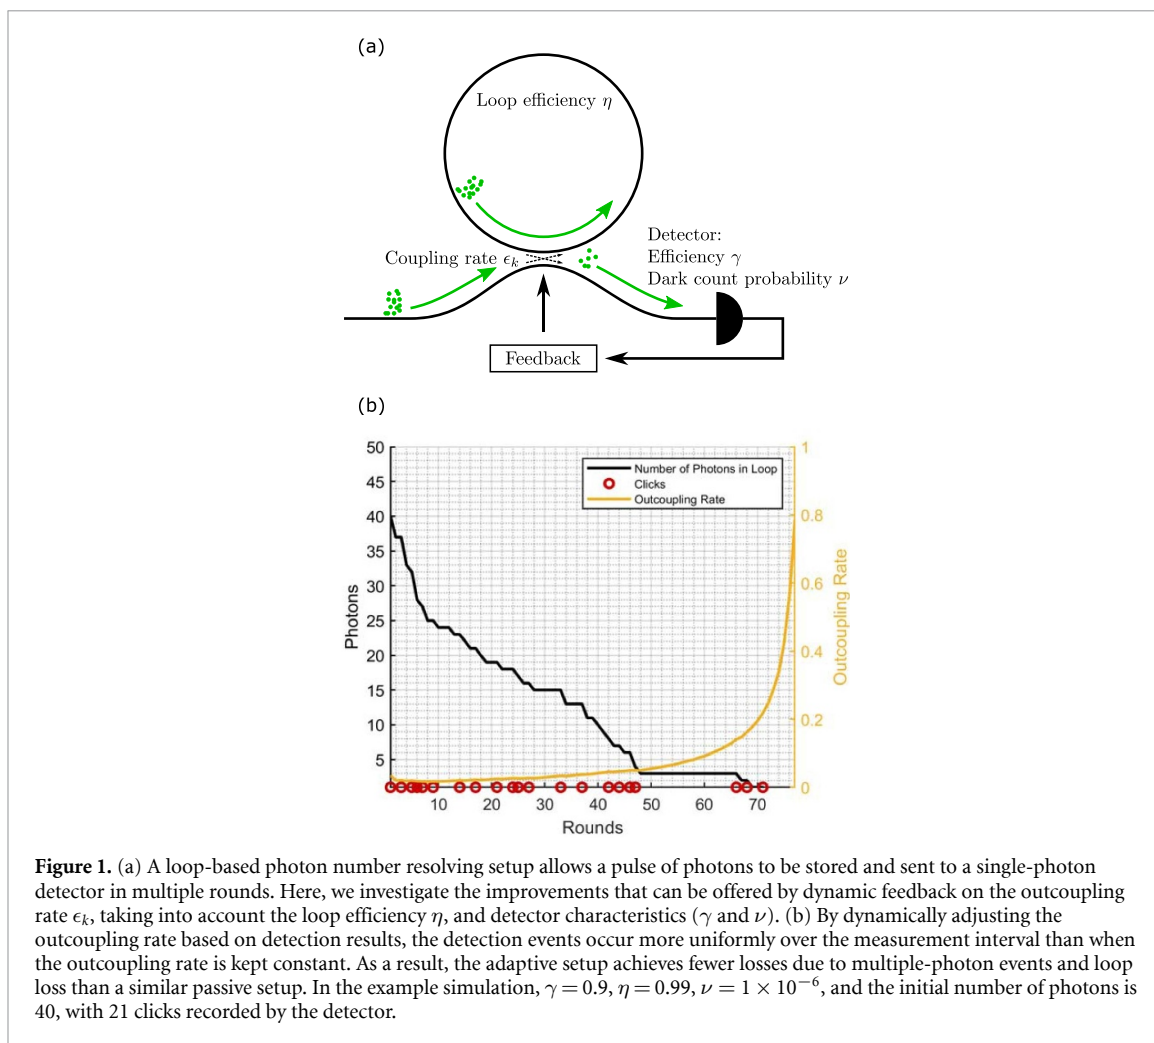 (a)
Loop efficiency η
Detector:
Coupling rate ϵₖ
Efficiency γ
Dark count probability ν
Feedback
(b)
50
45
40
35
30
25
20
15
10
5
Photons
Number of Photons in Loop
Clicks
Outcoupling Rate
1
0.8
0.6
0.4
0.2
0
Outcoupling Rate
10 20 30 40 50 60 70
Rounds
Figure 1. (a) A loop-based photon number resolving setup allows a pulse of photons to be stored and sent to a single-photon
detector in multiple rounds. Here, we investigate the improvements that can be offered by dynamic feedback on the outcoupling
rate ϵₖ, taking into account the loop efficiency η, and detector characteristics (γ and ν). (b) By dynamically adjusting the
outcoupling rate based on detection results, the detection events occur more uniformly over the measurement interval than when
the outcoupling rate is kept constant. As a result, the adaptive setup achieves fewer losses due to multiple-photon events and loop
loss than a similar passive setup. In the example simulation, γ = 0.9, η = 0.99, ν = 1 × 10⁻⁶, and the initial number of photons is
40, with 21 clicks recorded by the detector.